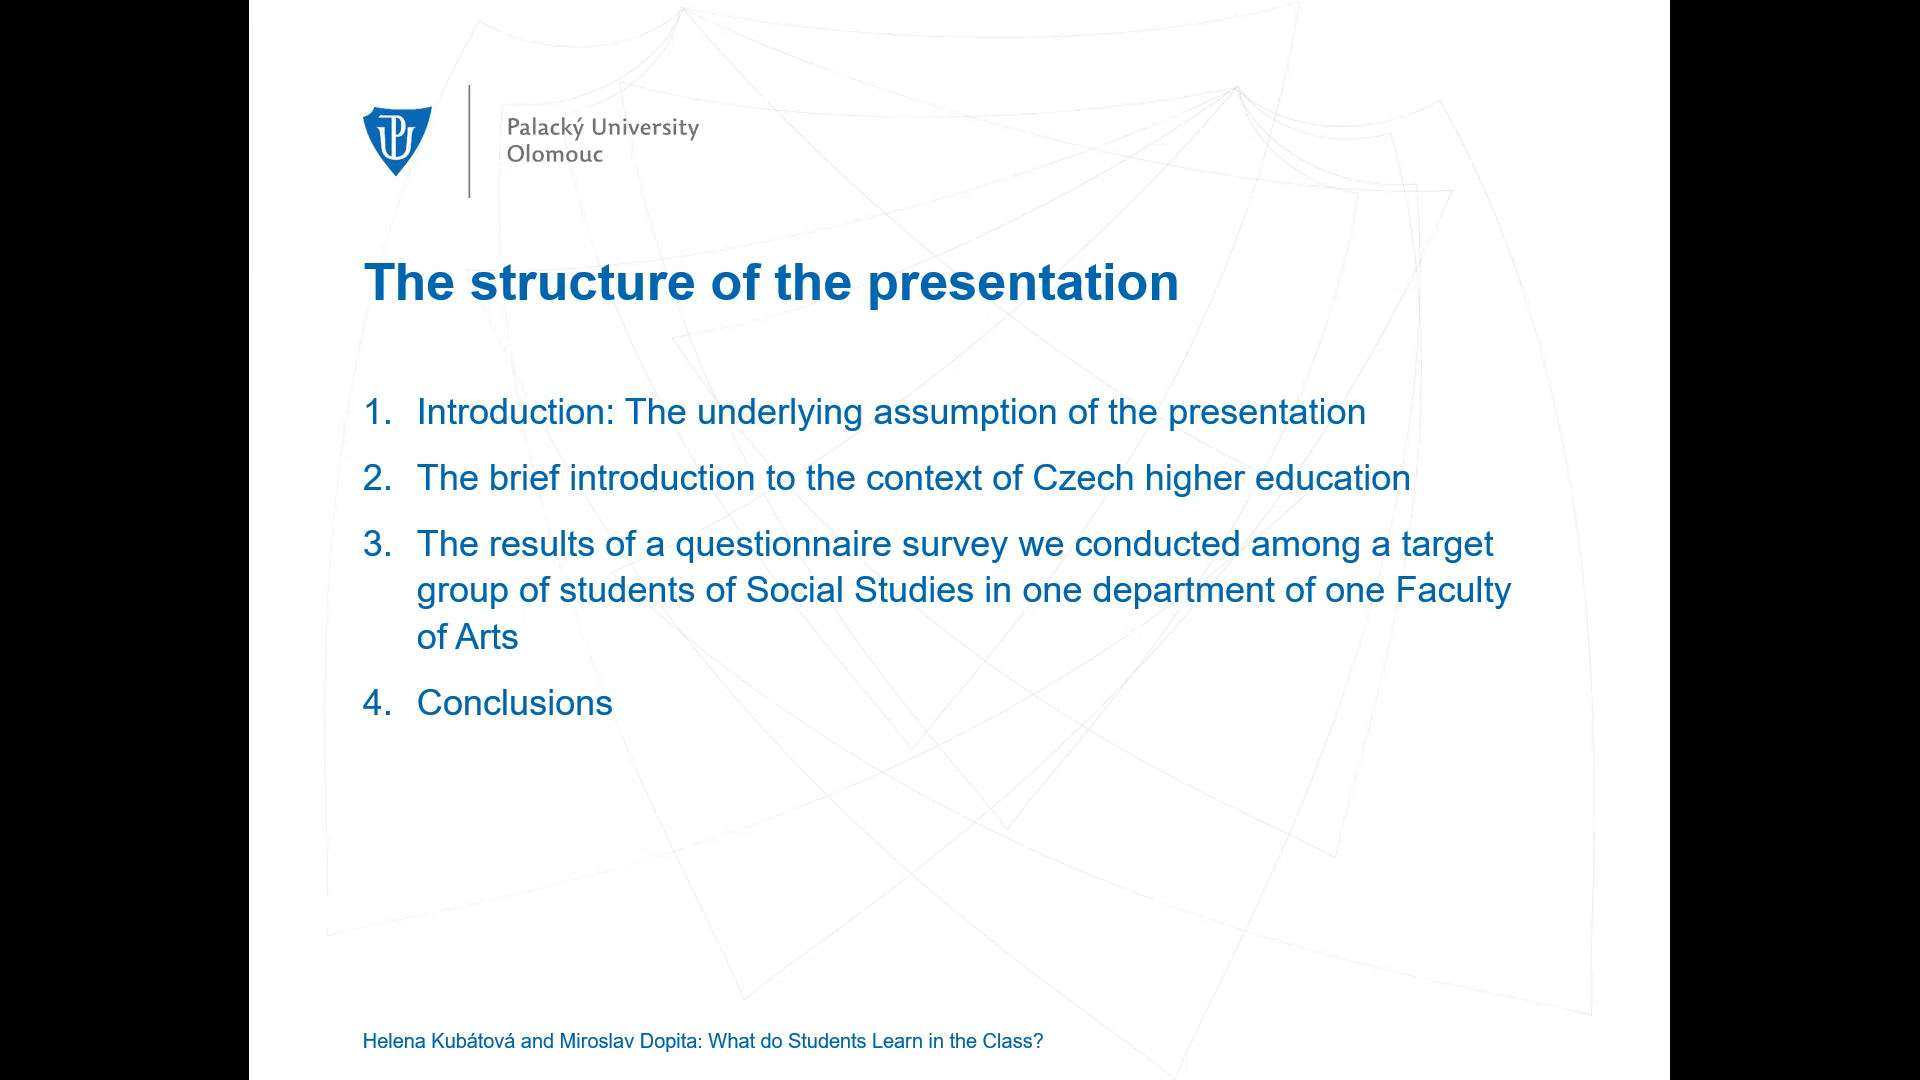 Palacký University
Olomouc
The structure of the presentation
1. Introduction: The underlying assumption of the presentation
2. The brief introduction to the context of Czech higher education
3. The results of a questionnaire survey we conducted among a target
group of students of Social Studies in one department of one Faculty
of Arts
4. Conclusions
Helena Kubátová and Miroslav Dopita: What do Students Learn in the Class?